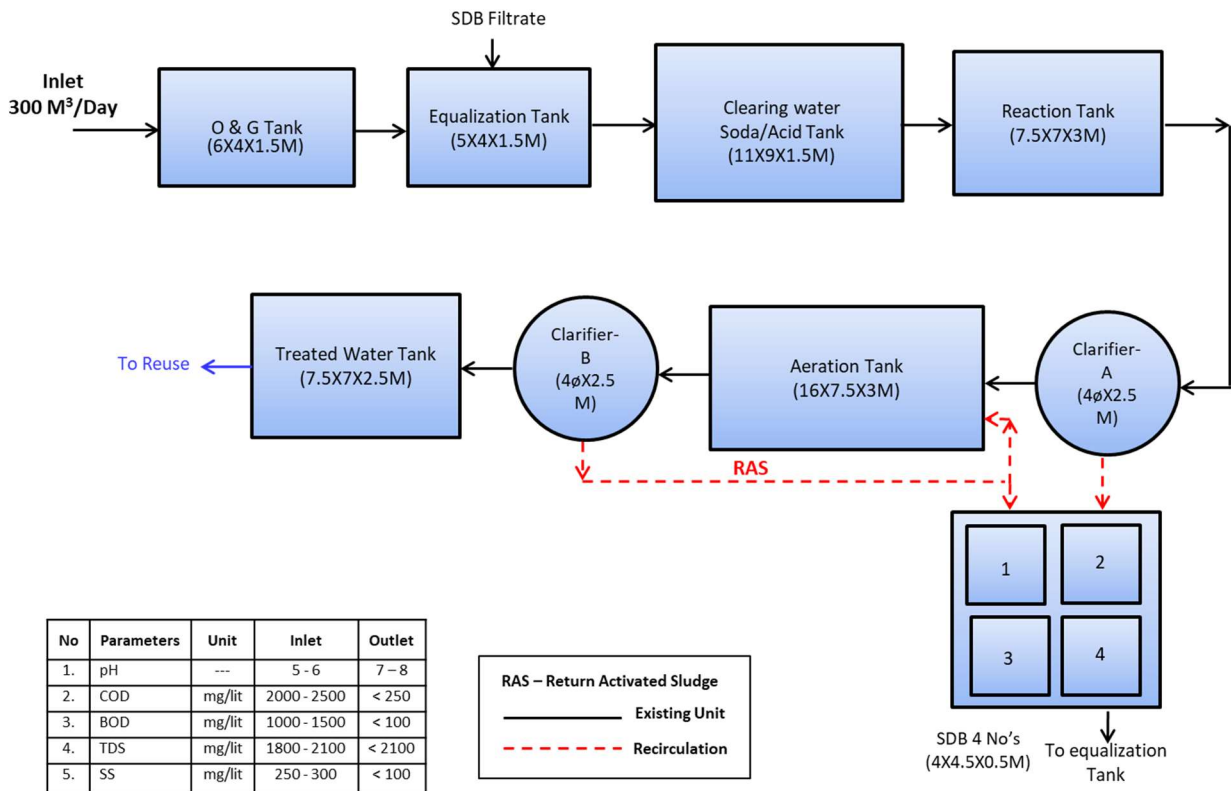 SDB Filtrate
Inlet
300 M³/Day
O & G Tank
(6X4X1.5M)
Equalization Tank
(5X4X1.5M)
Clearing water
Soda/Acid Tank
(11X9X1.5M)
Reaction Tank
(7.5X7X3M)
To Reuse
Treated Water Tank
(7.5X7X2.5M)
Clarifier-
B
(4øX2.5
M)
Aeration Tank
(16X7.5X3M)
Clarifier-
A
(4øX2.5
M)
RAS
1
2
3
4
SDB 4 No's
(4X4.5X0.5M)
To equalization
Tank
No Parameters Unit Inlet Outlet
1. pH --- 5 - 6 7 – 8
2. COD mg/lit 2000 - 2500 < 250
3. BOD mg/lit 1000 - 1500 < 100
4. TDS mg/lit 1800 - 2100 < 2100
5. SS mg/lit 250 - 300 < 100
RAS – Return Activated Sludge
Existing Unit
Recirculation